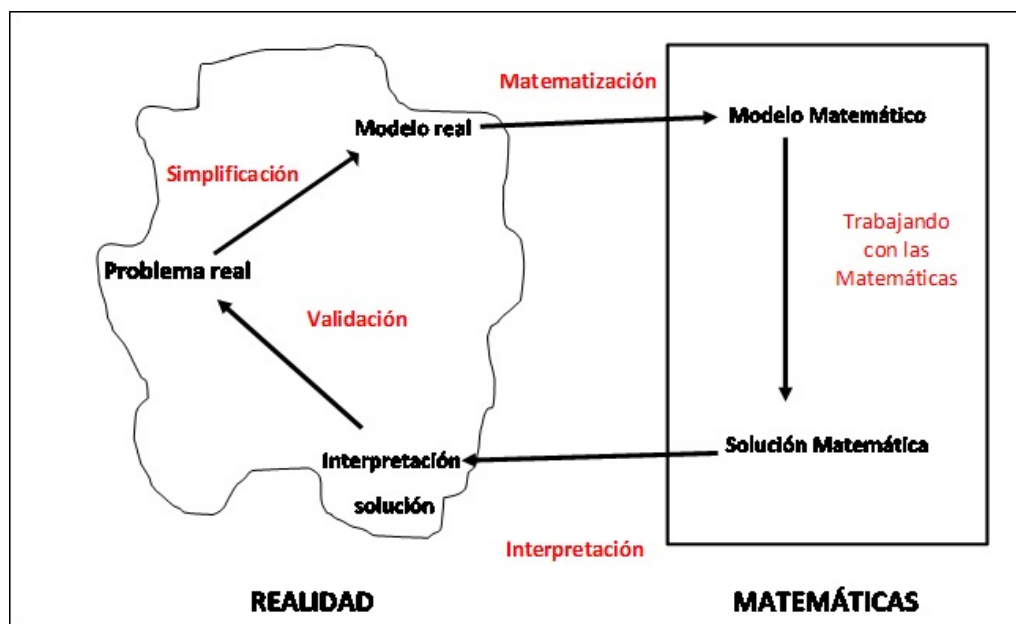 Matematización
Modelo real
Modelo Matemático
Simplificación
Trabajando
con las
Matemáticas
Problema real
Validación
Solución Matemática
Interpretación
solución
Interpretación
REALIDAD
MATEMÁTICAS